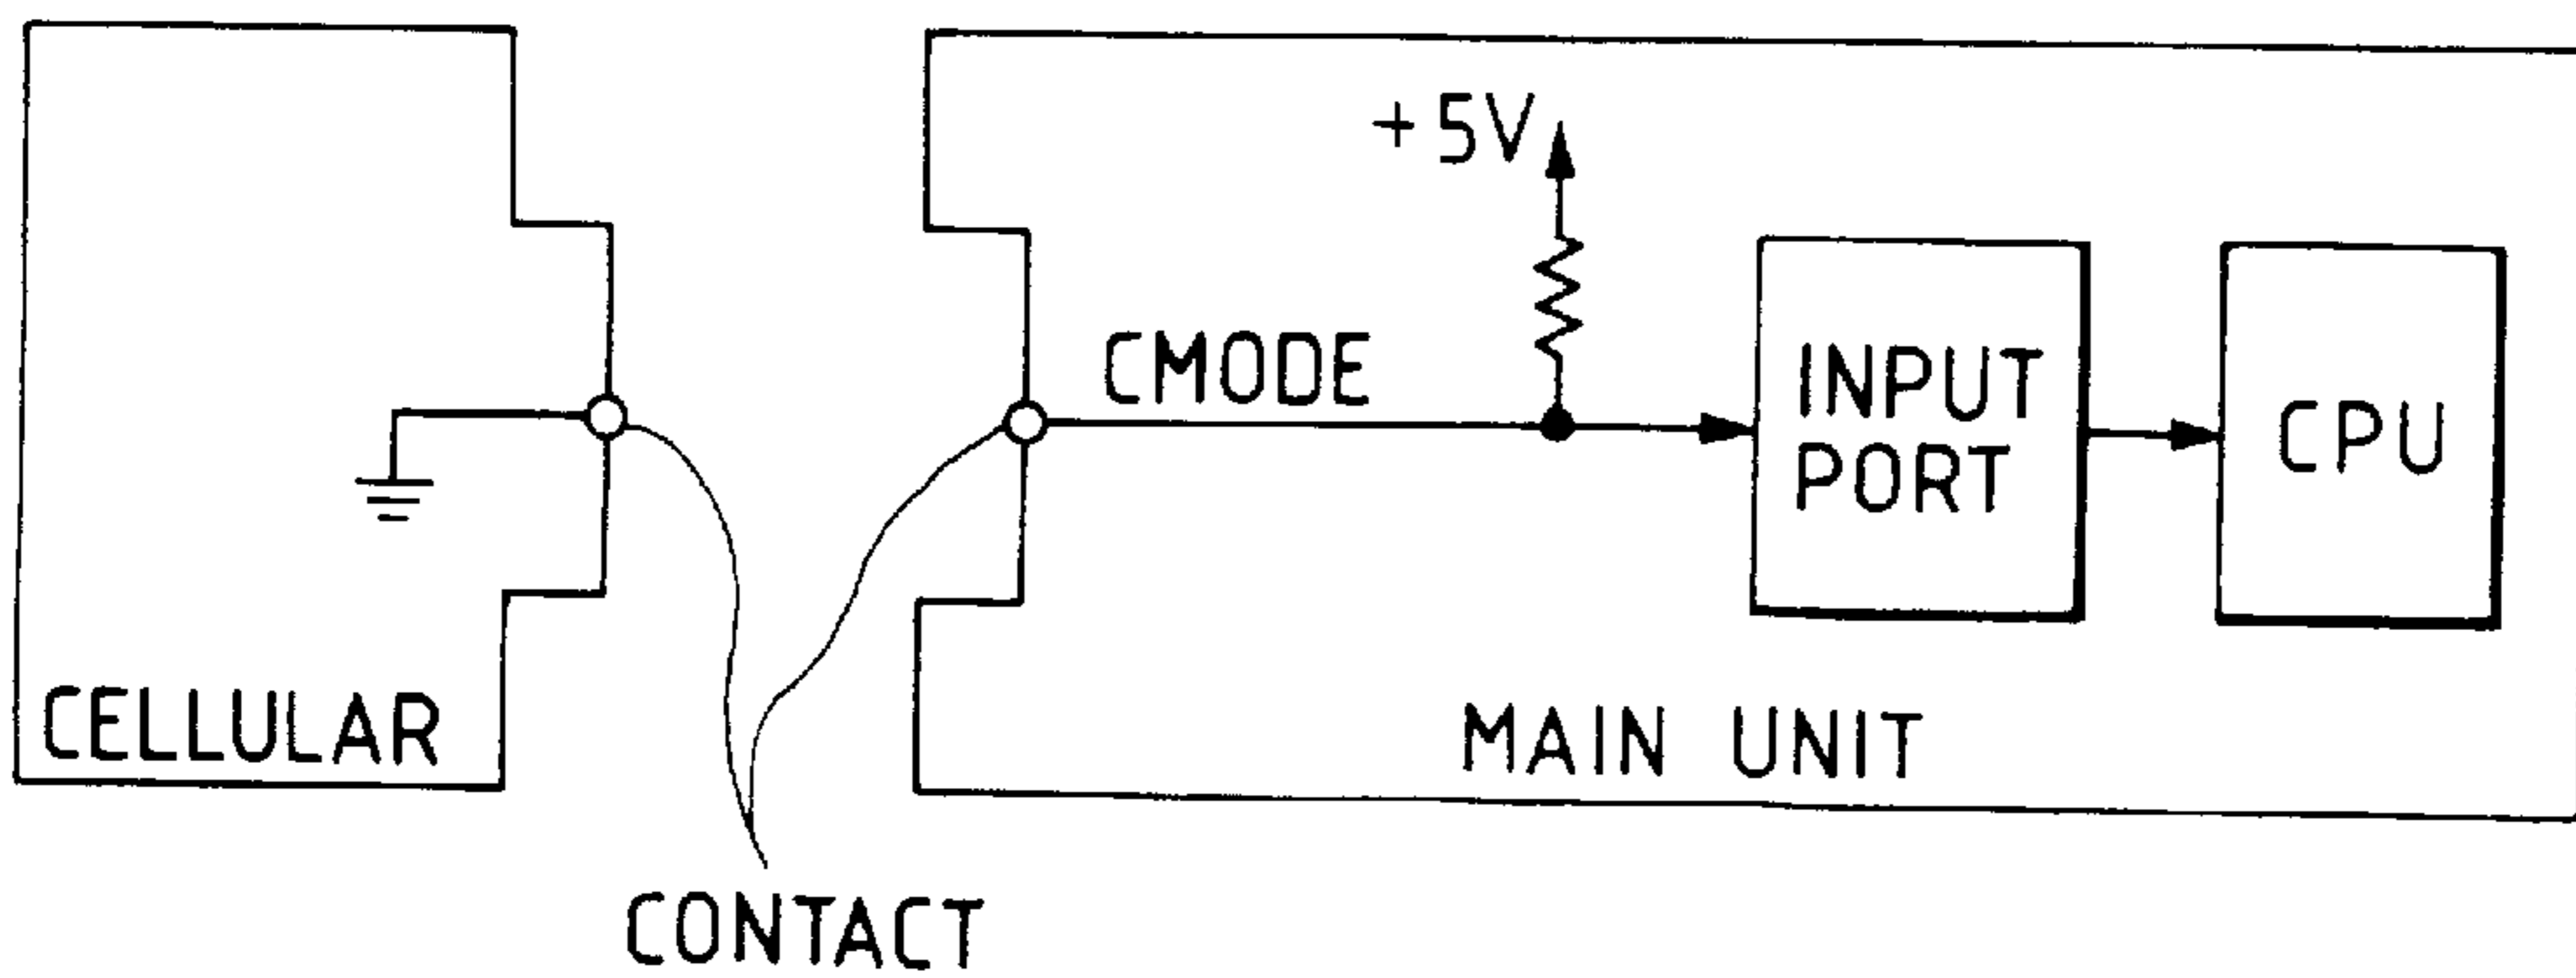 +5V
CMODE
INPUT
PORT
CPU
CELLULAR
MAIN UNIT
CONTACT